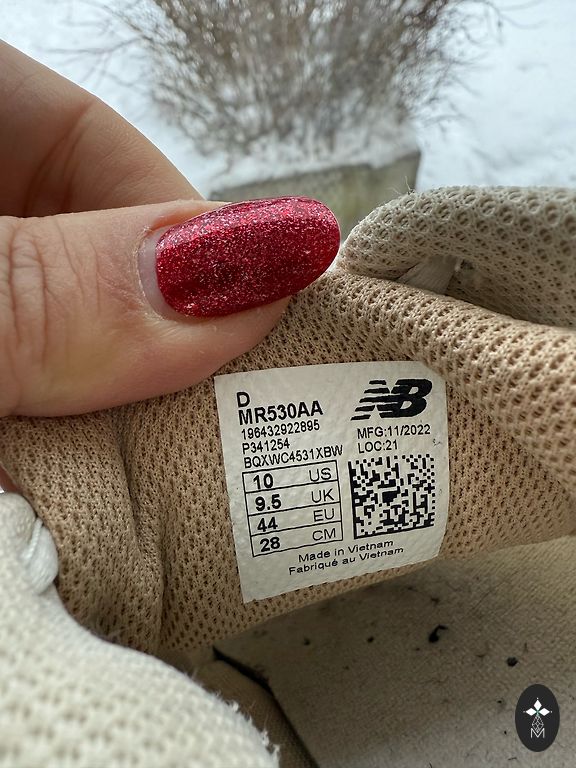 D
MR530AA
196432922895
P341254
BQXWC4531XBW
NB
MFG:11/2022
LOC:21
10 US
9.5 UK
44 EU
28 CM
Made in Vietnam
Fabriqué au Vietnam
M